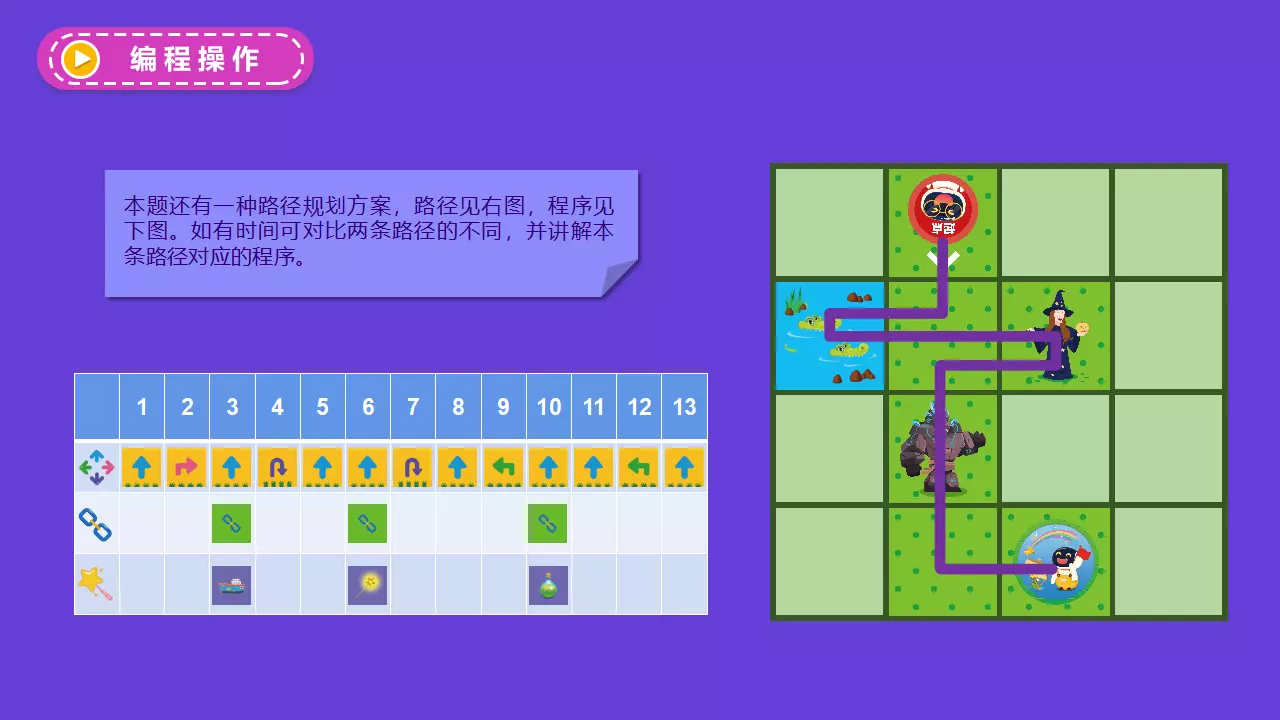 编程操作
本题还有一种路径规划方案，路径见右图，程序见
下图。如有时间可对比两条路径的不同，并讲解本
条路径对应的程序。
起点
1 2 3 4 5 6 7 8 9 10 11 12 13